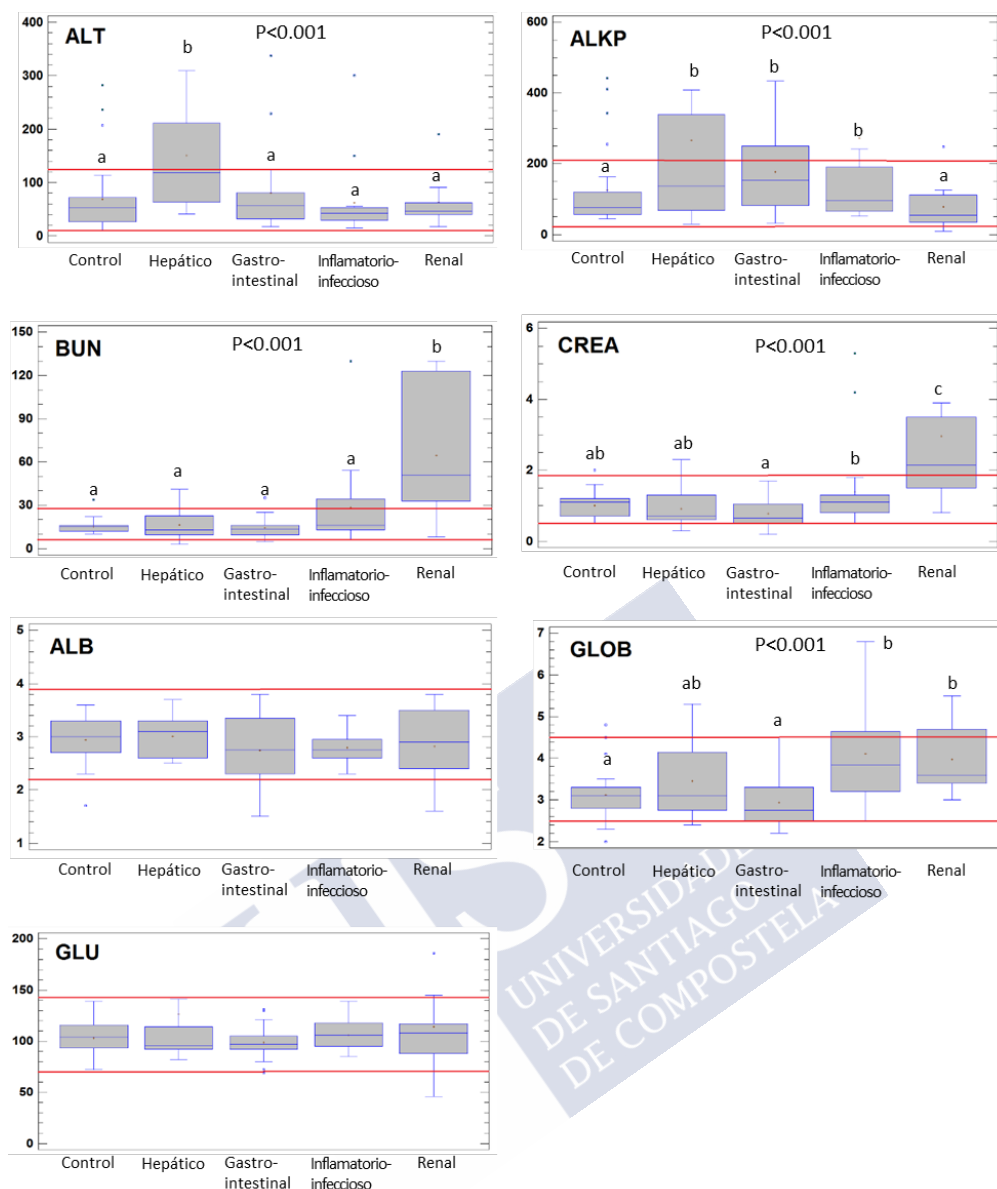 ALT
P<0.001
400
300
200
100
0
a
b
a
a
a
Control
Hepático
Gastro-
intestinal
Inflamatorio-
infeccioso
Renal
ALKP
P<0.001
600
400
200
0
a
b
b
b
a
Control
Hepático
Gastro-
intestinal
Inflamatorio-
infeccioso
Renal
BUN
P<0.001
150
120
90
60
30
0
a
a
a
a
b
Control
Hepático
Gastro-
intestinal
Inflamatorio-
infeccioso
Renal
CREA
P<0.001
6
4
2
0
ab
ab
a
b
c
Control
Hepático
Gastro-
intestinal
Inflamatorio-
infeccioso
Renal
ALB
5
4
3
2
1
Control
Hepático
Gastro-
intestinal
Inflamatorio-
infeccioso
Renal
GLOB
P<0.001
7
6
5
4
3
2
a
ab
a
b
b
Control
Hepático
Gastro-
intestinal
Inflamatorio-
infeccioso
Renal
GLU
200
150
100
50
0
Control
Hepático
Gastro-
intestinal
Inflamatorio-
infeccioso
Renal
UNIVERSIDADE
DE SANTIAGO
DE COMPOSTELA